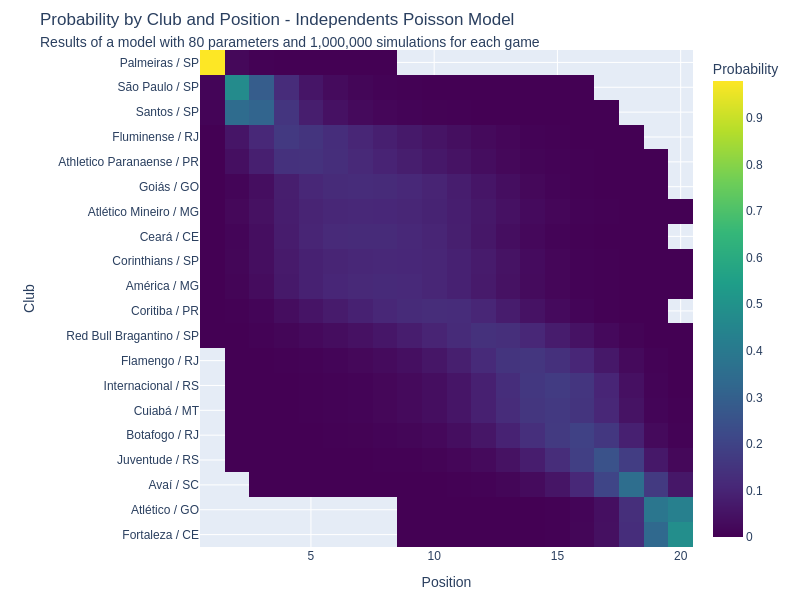 Probability by Club and Position - Independents Poisson Model
Results of a model with 80 parameters and 1,000,000 simulations for each game
Palmeiras / SP
São Paulo / SP
Santos / SP
Fluminense / RJ
Athletico Paranaense / PR
Goiás / GO
Atlético Mineiro / MG
Ceará / CE
Corinthians / SP
América / MG
Coritiba / PR
Red Bull Bragantino / SP
Flamengo / RJ
Internacional / RS
Cuiabá / MT
Botafogo / RJ
Juventude / RS
Avaí / SC
Atlético / GO
Fortaleza / CE
Club
5
10
15
20
Position
Probability
0.9
0.8
0.7
0.6
0.5
0.4
0.3
0.2
0.1
0